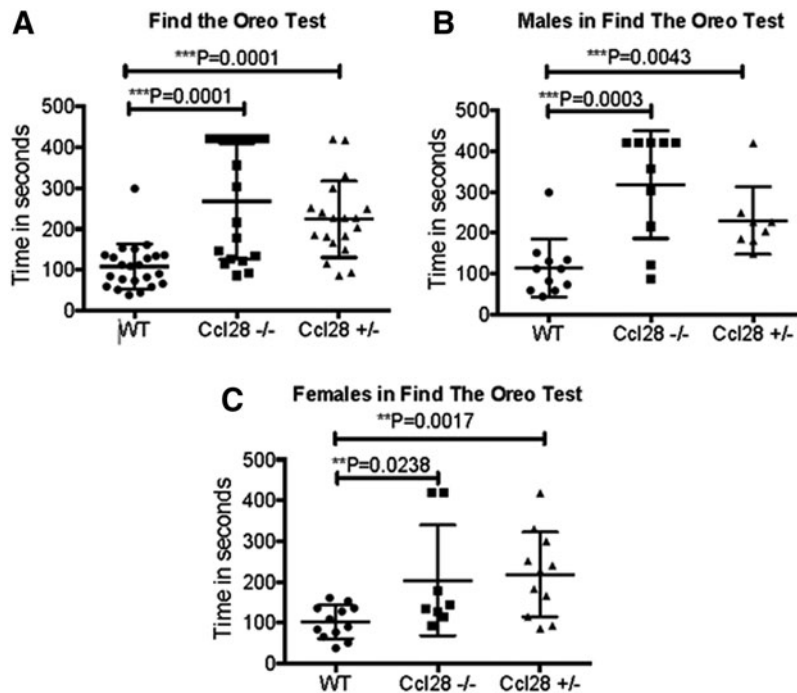 A
Find the Oreo Test
***P=0.0001
***P=0.0001
Time in seconds
500
400
300
200
100
0
WT
Ccl28 -/-
Ccl28 +/-
B
Males in Find The Oreo Test
***P=0.0043
***P=0.0003
Time in seconds
500
400
300
200
100
0
WT
Ccl28 -/-
Ccl28 +/-
C
Females in Find The Oreo Test
**P=0.0017
**P=0.0238
Time in seconds
500
400
300
200
100
0
WT
Ccl28 -/-
Ccl28 +/-